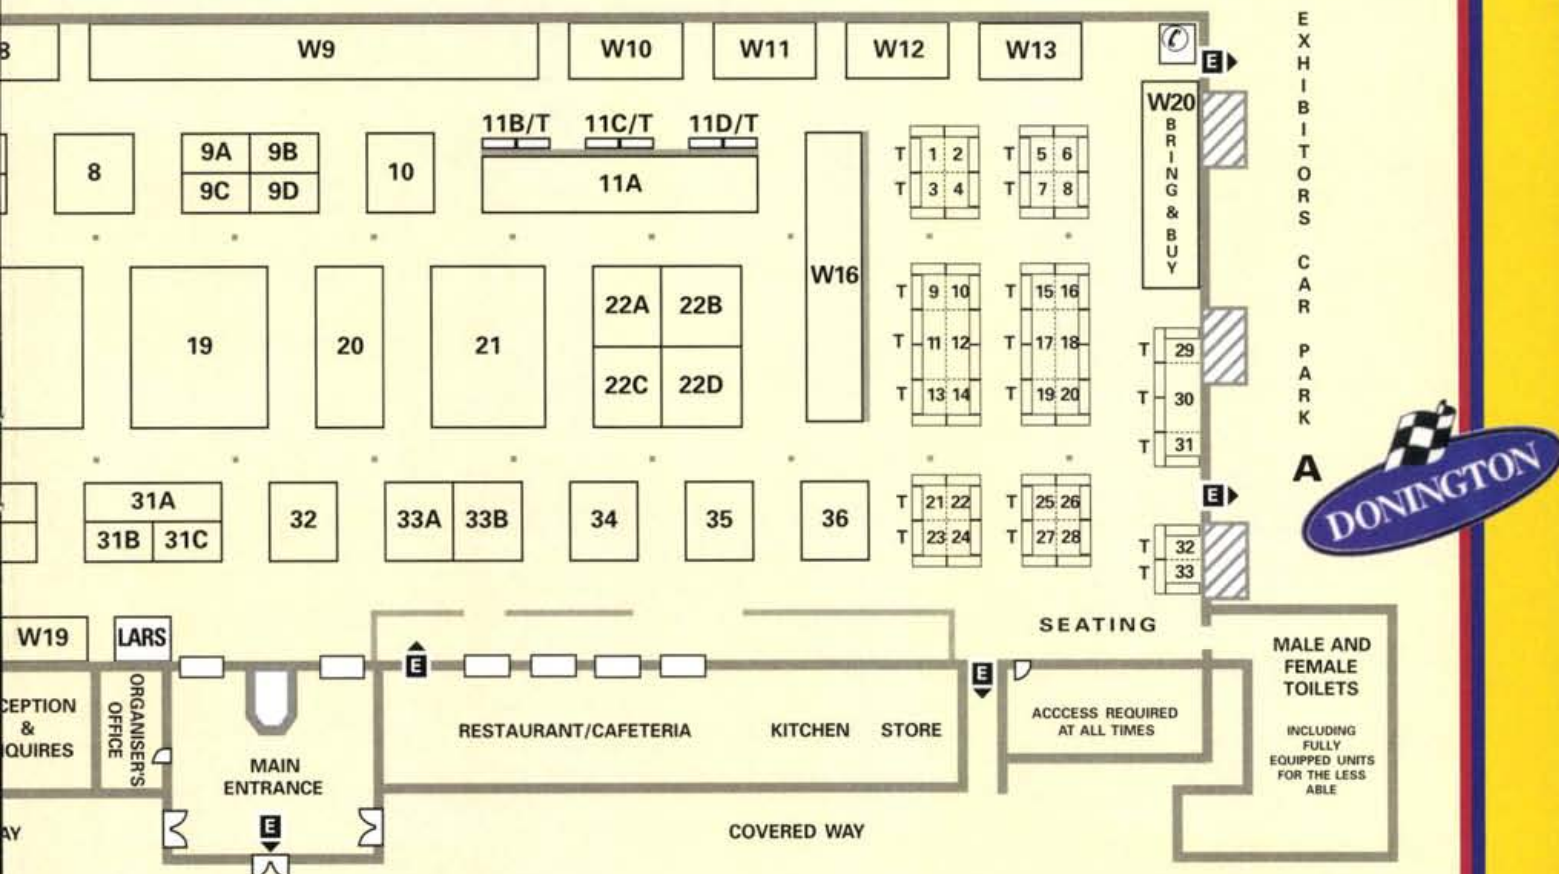 8
W9
W10
W11
W12
W13
E
EXHIBITORS CAR PARK
W20
BRING & BUY
11B/T
11C/T
11D/T
8
9A
9B
9C
9D
10
11A
W16
T 1 2
T 3 4
T 5 6
T 7 8
19
20
21
22A
22B
22C
22D
T 9 10
T 11 12
T 13 14
T 15 16
T 17 18
T 19 20
T 29
T 30
T 31
E
A
DONINGTON
31A
31B
31C
32
33A
33B
34
35
36
T 21 22
T 23 24
T 25 26
T 27 28
T 32
T 33
W19
LARS
E
E
SEATING
MALE AND
FEMALE
TOILETS
INCLUDING
FULLY
EQUIPPED UNITS
FOR THE LESS
ABLE
CEPTION
&
QUIRES
ORGANISER'S
OFFICE
MAIN
ENTRANCE
E
RESTAURANT/CAFETERIA
KITCHEN
STORE
ACCCESS REQUIRED
AT ALL TIMES
AY
COVERED WAY